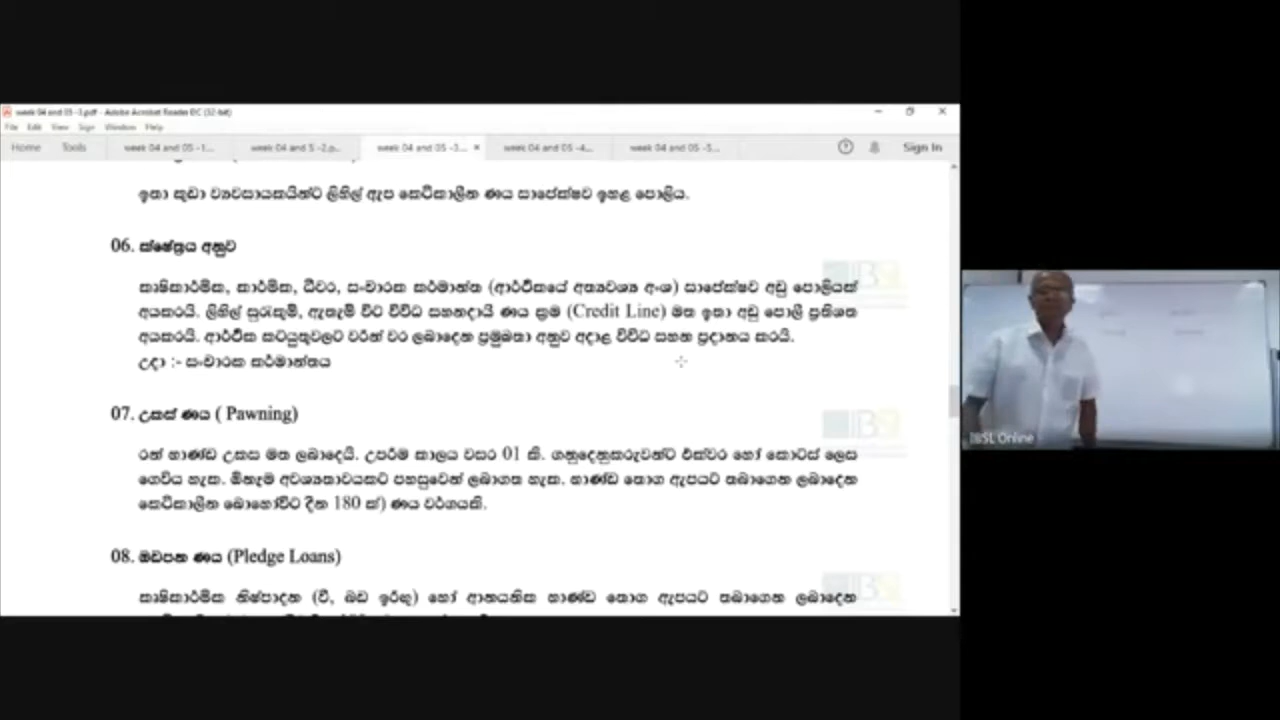 week 04 and 05 -3.pdf - Adobe Acrobat Reader DC (32-bit)
File Edit View Sign Window Help
Home Tools week 04 and 05 -1... week 04 and 5 -2.p... week 04 and 05 -3... × week 04 and 05 -4... week 04 and 05 -5... Sign In
ඉතා කුඩා ව්‍යවසායකයින්ට ලිහිල් ඇප කෙටිකාලීන ණය සාපේක්ෂව ඉහළ පොලිය.
06. ක්ෂේත්‍රය අනුව
කෘෂිකාර්මික, කාර්මික, ධීවර, සංචාරක කර්මාන්ත (ආර්ථිකයේ අත්‍යවශ්‍ය අංශ) සාපේක්ෂව අඩු පොලියක්
අයකරයි. ලිහිල් සුරැකුම්, ඇතැම් විට විවිධ සහනදායී ණය ක්‍රම (Credit Line) මත ඉතා අඩු පොලී ප්‍රතිශත
අයකරයි. ආර්ථික කටයුතුවලට වරින් වර ලබාදෙන ප්‍රමුඛතා අනුව අදාළ විවිධ සහන ප්‍රදානය කරයි.
උදා :- සංචාරක කර්මාන්තය
07. උකස් ණය ( Pawning)
රන් භාණ්ඩ උකස මත ලබාදෙයි. උපරිම කාලය වසර 01 කි. ගනුදෙනුකරුවන්ට එක්වර හෝ කොටස් ලෙස
ගෙවිය හැක. ඕනෑම අවශ්‍යතාවයකට පහසුවෙන් ලබාගත හැක. භාණ්ඩ තොග ඇපයට තබාගෙන ලබාදෙන
කෙටිකාලීන බොහෝවිට දින 180 ක්) ණය වර්ගයකි.
08. ඔඩපන ණය (Pledge Loans)
කෘෂිකාර්මික නිෂ්පාදන (වී, බඩ ඉරිඟු) හෝ ආනයනික භාණ්ඩ තොග ඇපයට තබාගෙන ලබාදෙන
IBSL Online